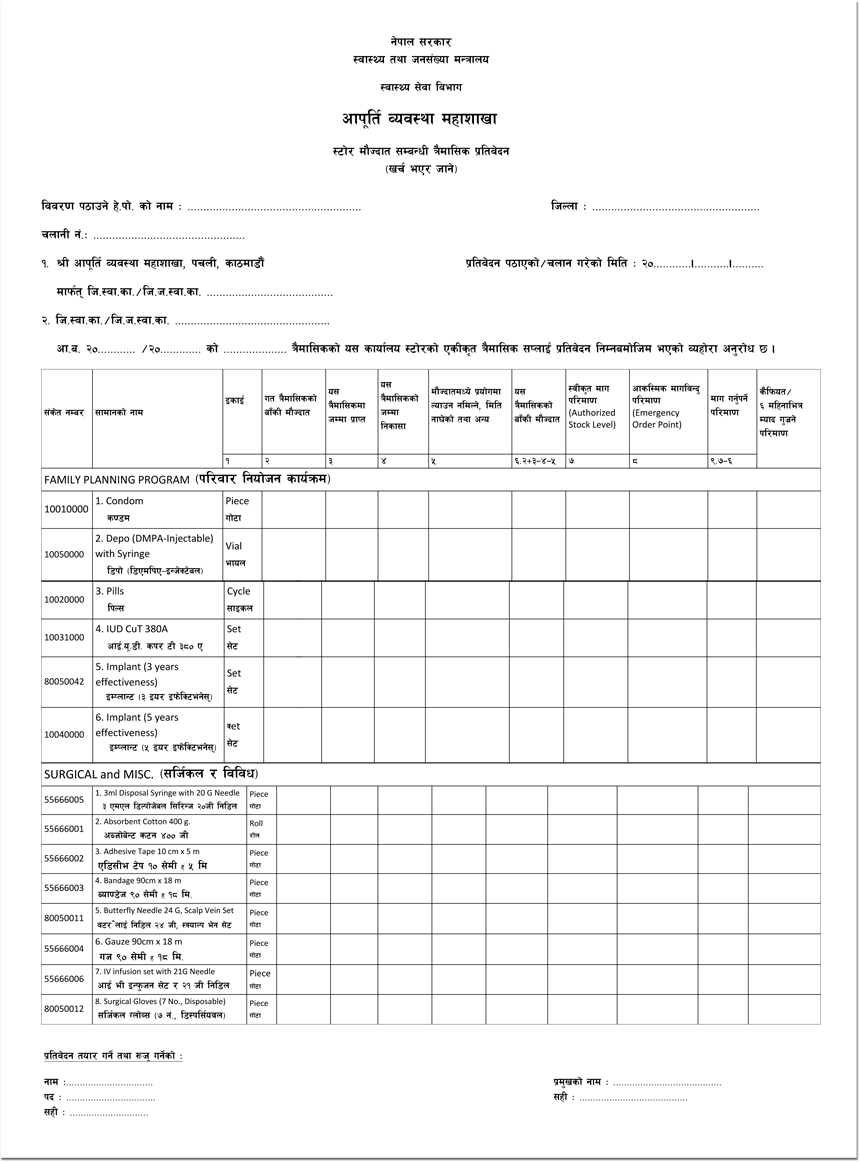 नेपाल सरकार
स्वास्थ्य तथा जनसंख्या मन्त्रालय
स्वास्थ्य सेवा विभाग
आपूर्ति व्यवस्था महाशाखा
स्टोर मौज्दात सम्बन्धी त्रैमासिक प्रतिवेदन
(खर्च भएर जाने)
विवरण पठाउने हे.पो. को नाम : ........................................................ जिल्ला : .....................................................
चलानी नं.: ................................................
१. श्री आपूर्ति व्यवस्था महाशाखा, पचली, काठमाडौं प्रतिवेदन पठाएको/चलान गरेको मिति : २०............।...........।..........
मार्फत् जि.स्वा.का./जि.ज.स्वा.का. ........................................
२. जि.स्वा.का./जि.ज.स्वा.का. .................................................
आ.ब. २०............ /२०............. को .................... त्रैमासिकको यस कार्यालय स्टोरको एकीकृत त्रैमासिक सप्लाई प्रतिवेदन निम्नबमोजिम भएको व्यहोरा अनुरोध छ ।
संकेत नम्बर
सामानको नाम
इकाई
गत त्रैमासिकको
बाँकी मौज्दात
यस
त्रैमासिकमा
जम्मा प्राप्त
यस
त्रैमासिकको
जम्मा
निकासा
मौज्दातमध्ये प्रयोगमा
ल्याउन नमिल्ने, मिति
नाघेको तथा अन्य
यस
त्रैमासिकको
बाँकी मौज्दात
स्वीकृत माग
परिमाण
(Authorized
Stock Level)
आकस्मिक मागविन्दु
परिमाण
(Emergency
Order Point)
माग गर्नुपर्ने
परिमाण
कैफियत/
६ महिनाभित्र
म्याद गुज्रने
परिमाण
१ २ ३ ४ ५ ६.२+३-४-५ ७ ८ ९.७-६
FAMILY PLANNING PROGRAM (परिवार नियोजन कार्यक्रम)
10010000 1. Condom Piece
कण्डम गोटा
10050000 2. Depo (DMPA-Injectable)
with Syringe Vial
डिपो (डिएमपिए-इन्जेक्टेबल) भायल
10020000 3. Pills Cycle
पिल्स साइकल
10031000 4. IUD CuT 380A Set
आई.यू.डी. कपर टी ३८० ए सेट
80050042 5. Implant (3 years
effectiveness) Set
इम्प्लान्ट (३ इयर इफेक्टिभनेस्) सेट
10040000 6. Implant (5 years
effectiveness) क्et
इम्प्लान्ट (५ इयर इफेक्टिभनेस्) सेट
SURGICAL and MISC. (सर्जिकल र विविध)
55666005 1. 3ml Disposal Syringe with 20 G Needle Piece
३ एमएल डिस्पोजेबल सिरिन्ज २०जी निडिल गोटा
55666001 2. Absorbent Cotton 400 g. Roll
अब्जोबेन्ट कटन ४०० जी रोल
55666002 3. Adhesive Tape 10 cm x 5 m Piece
एडिसीभ टेप १० सेमी ह ५ मि गोटा
55666003 4. Bandage 90cm x 18 m Piece
ब्याण्डेज ९० सेमी ह १८ मि. गोटा
80050011 5. Butterfly Needle 24 G, Scalp Vein Set Piece
निडिल २४ जी, स्क्याल्प भेन सेट गोटा
55666004 6. Gauze 90cm x 18 m Piece
गज ९० सेमी ह १८ मि. गोटा
55666006 7. IV infusion set with 21G Needle Piece
आई भी इन्फुजन सेट र २१ जी निडिल गोटा
80050012 8. Surgical Gloves (7 No., Disposable) Piece
सर्जिकल ग्लोब्स (७ नं., डिस्पर्सियवल) गोटा
प्रतिवेदन तयार गर्ने तथा रूजू गर्नेको :
नाम :................................ प्रमुखको नाम : ........................................
पद : ................................. सही : ........................................
सही : .............................